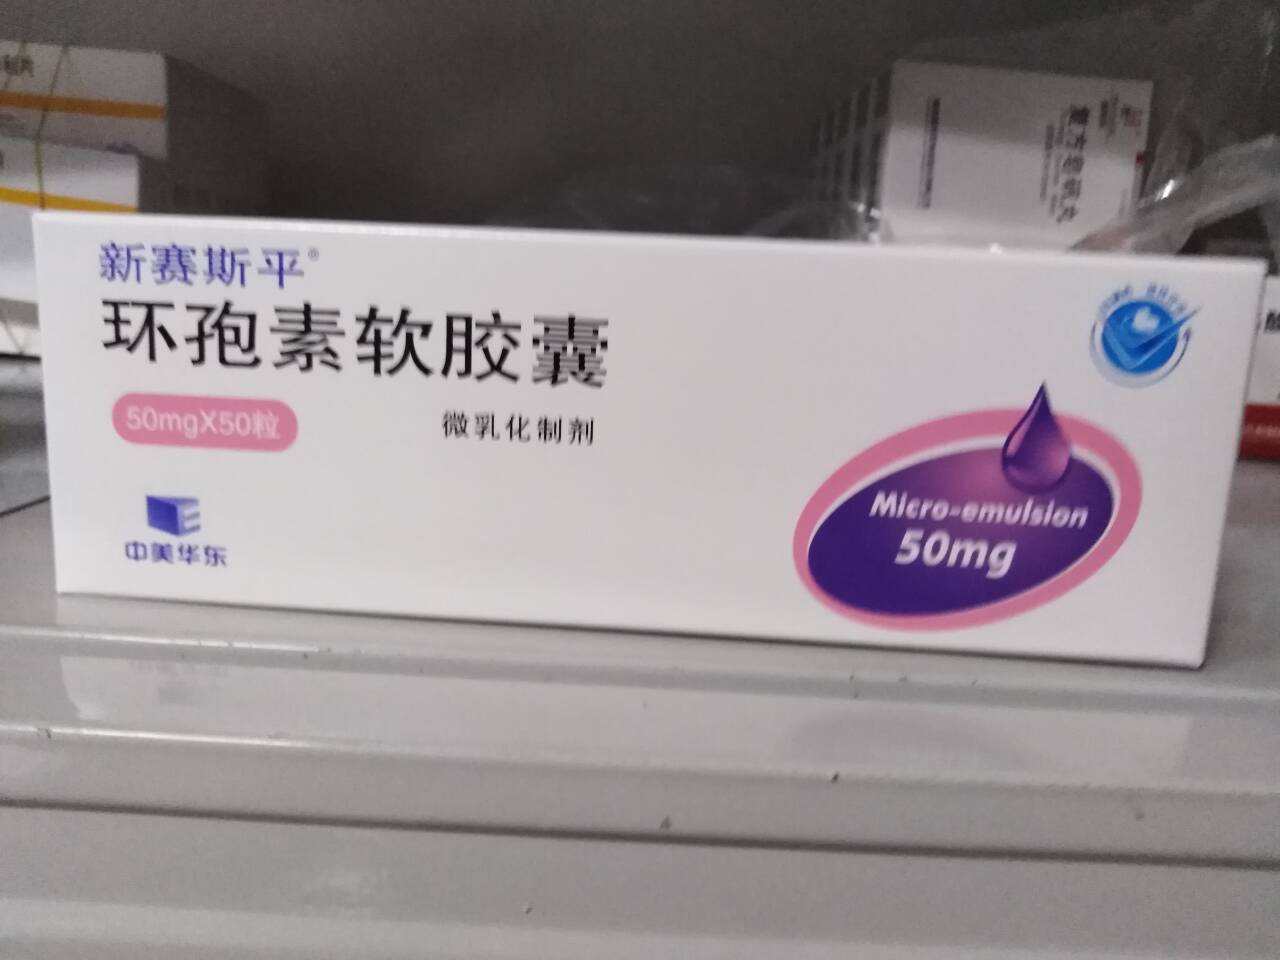 新赛斯平®
环孢素软胶囊
50mgX50粒
微乳化制剂
中美华东
Micro-emulsion
50mg